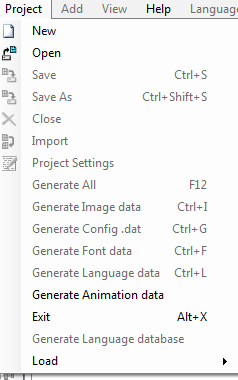 Project Add View Help Language
New
Open
Save Ctrl+S
Save As Ctrl+Shift+S
Close
Import
Project Settings
Generate All F12
Generate Image data Ctrl+I
Generate Config .dat Ctrl+G
Generate Font data Ctrl+F
Generate Language data Ctrl+L
Generate Animation data
Exit Alt+X
Generate Language database
Load